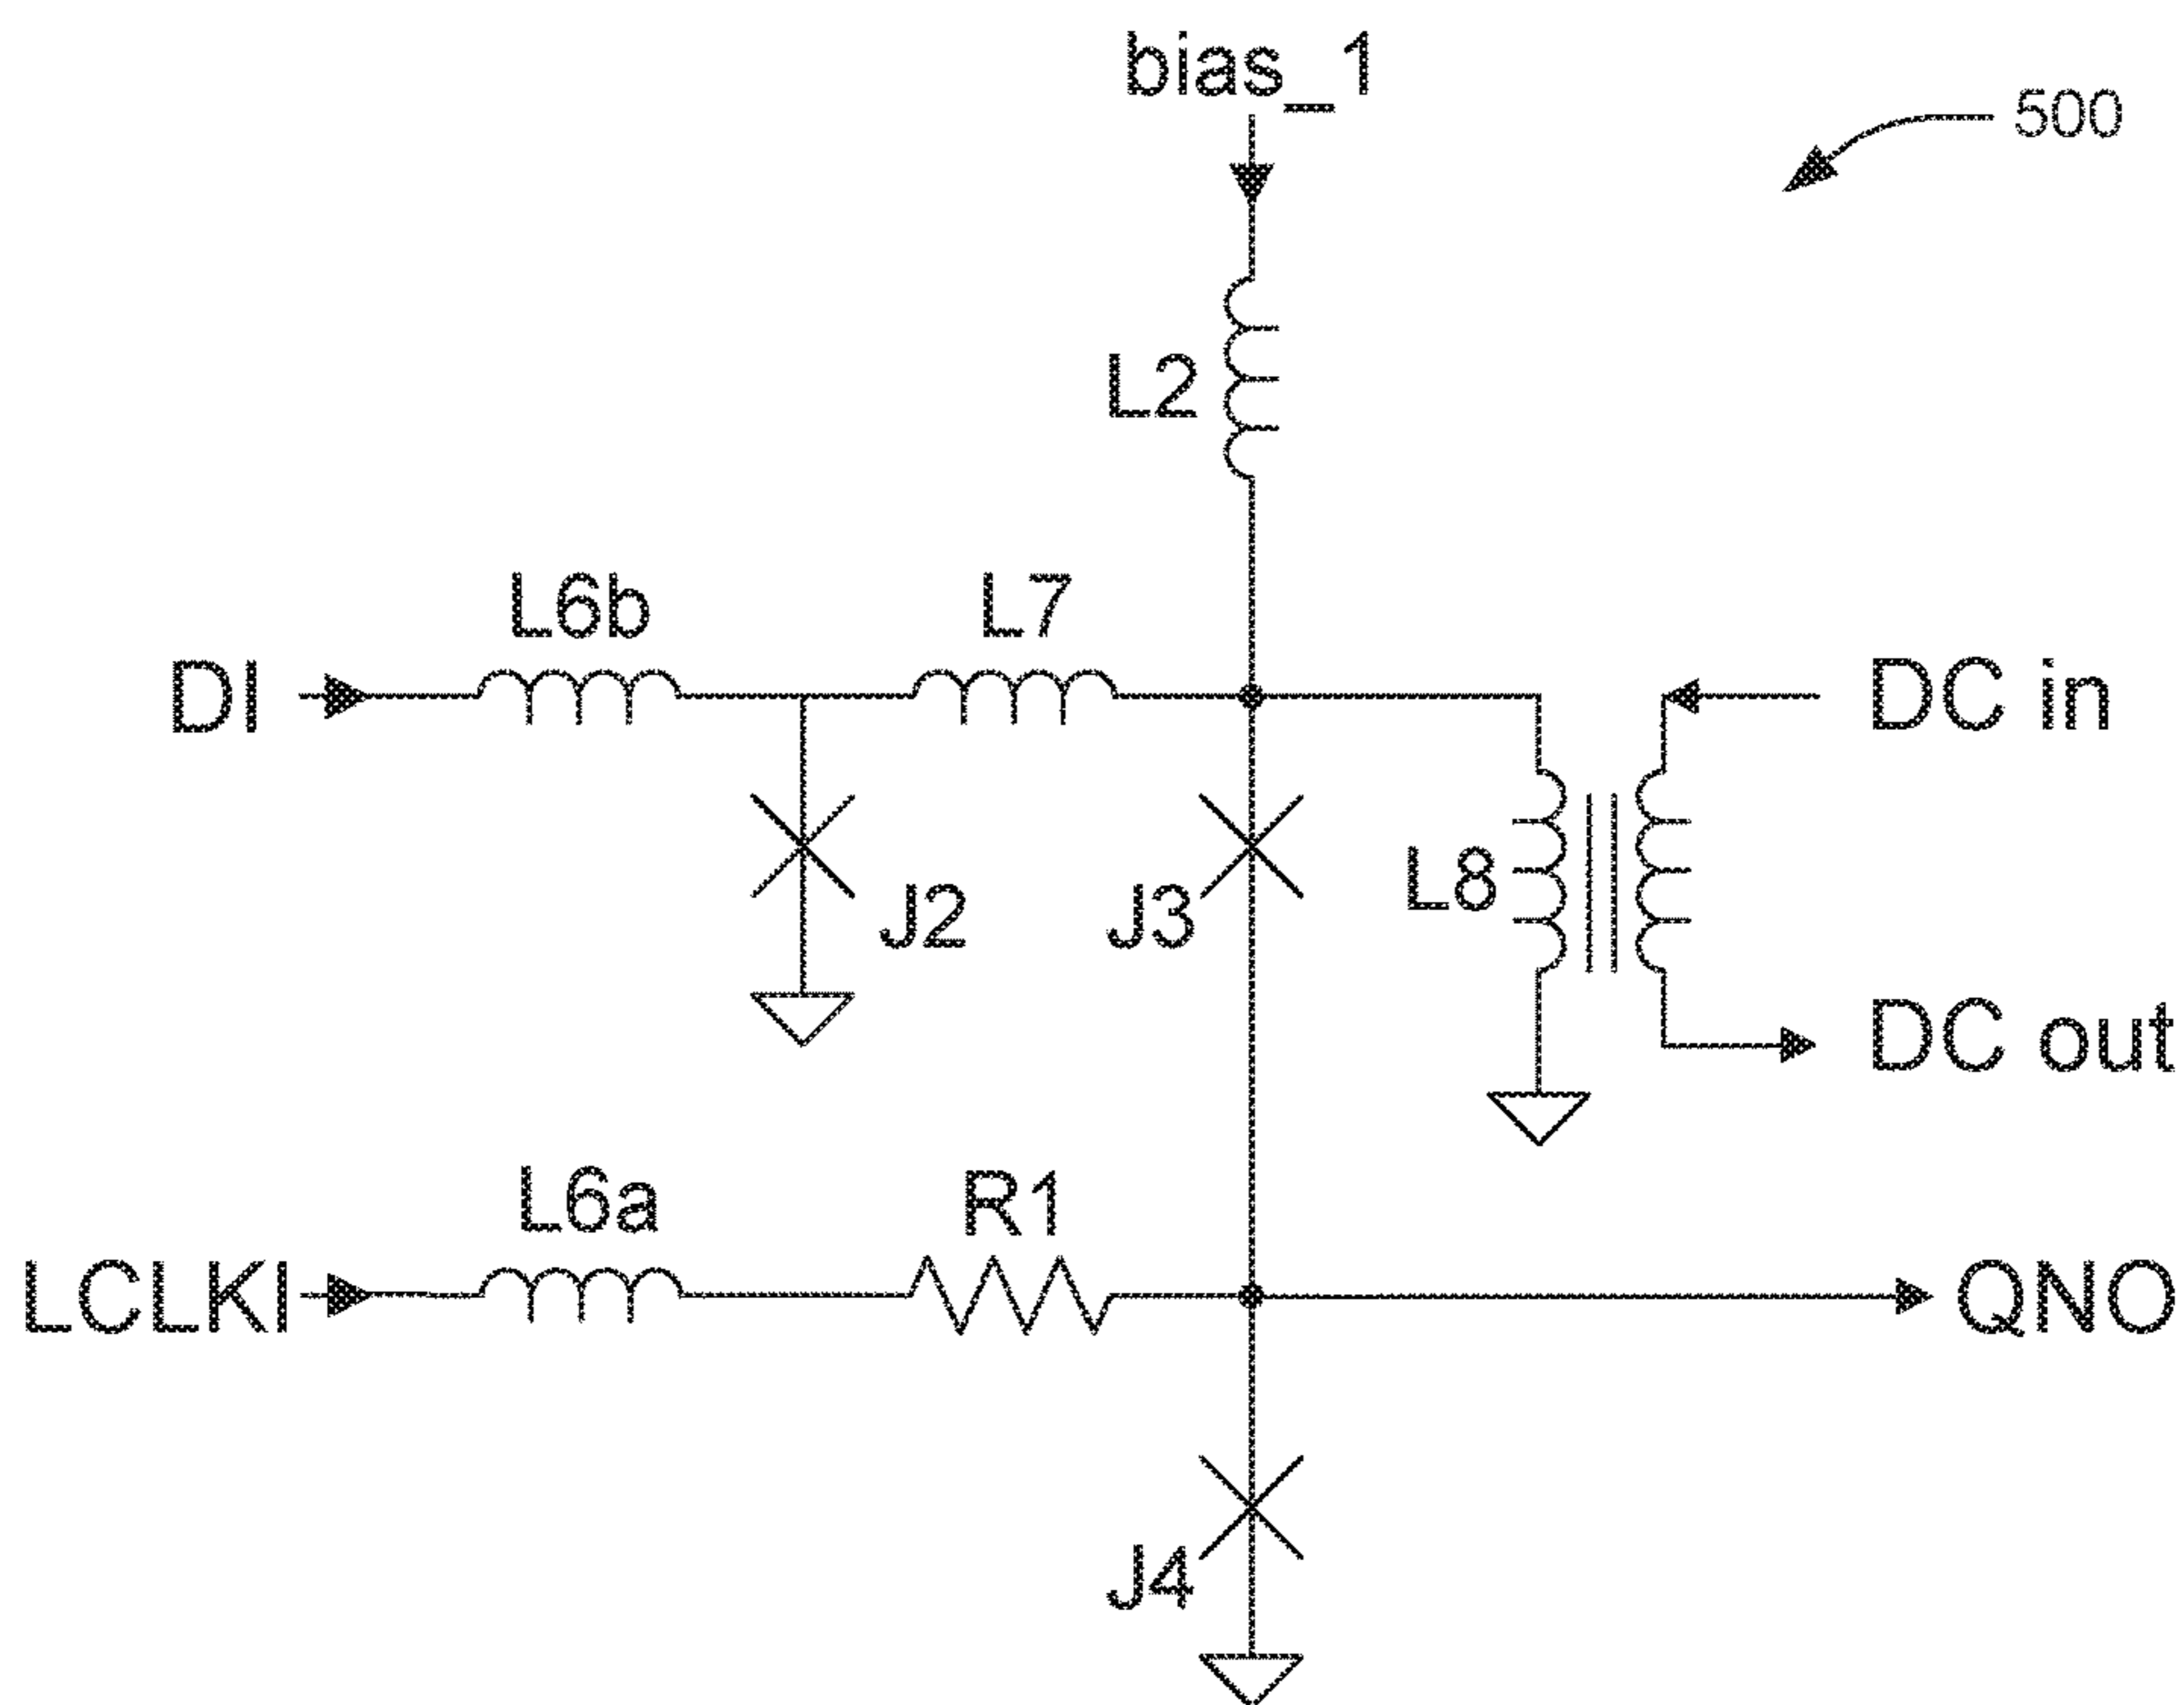 bias_1
500
L2
L6b
L7
DI
DC in
J2
J3
L8
DC out
L6a
R1
LCLKI
QNO
J4